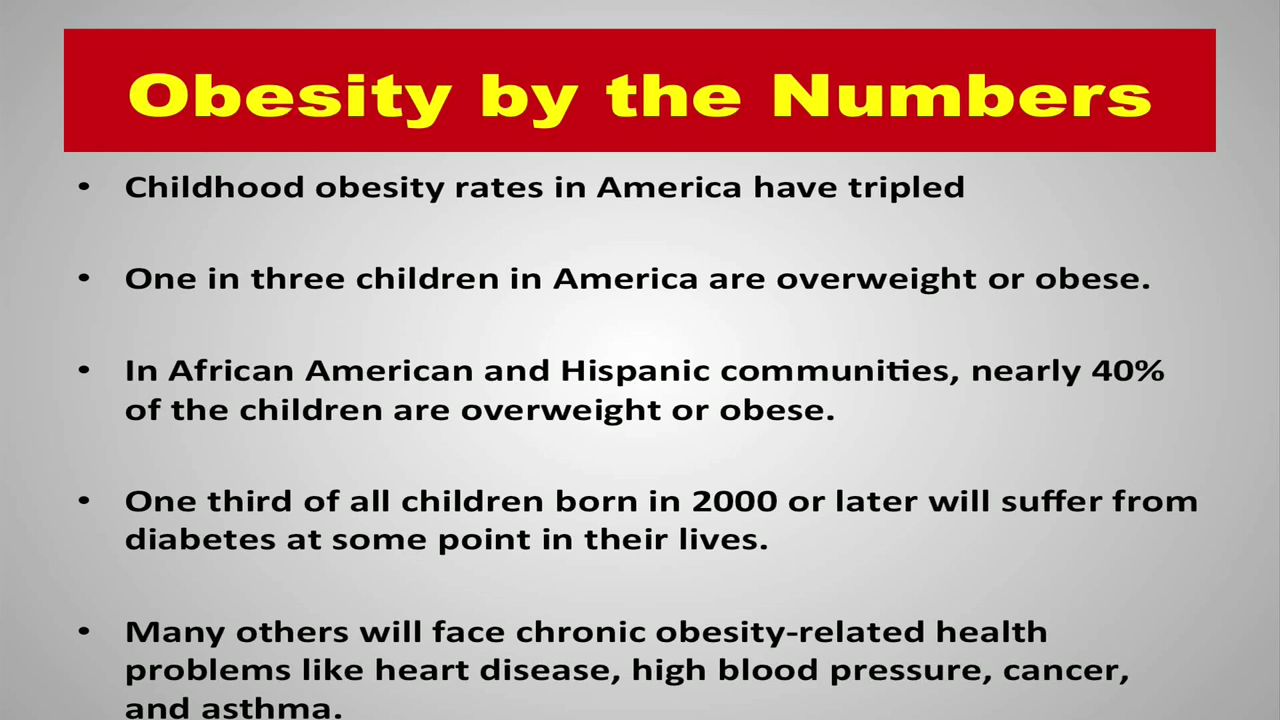 Obesity by the Numbers
• Childhood obesity rates in America have tripled
• One in three children in America are overweight or obese.
• In African American and Hispanic communities, nearly 40%
of the children are overweight or obese.
• One third of all children born in 2000 or later will suffer from
diabetes at some point in their lives.
• Many others will face chronic obesity-related health
problems like heart disease, high blood pressure, cancer,
and asthma.